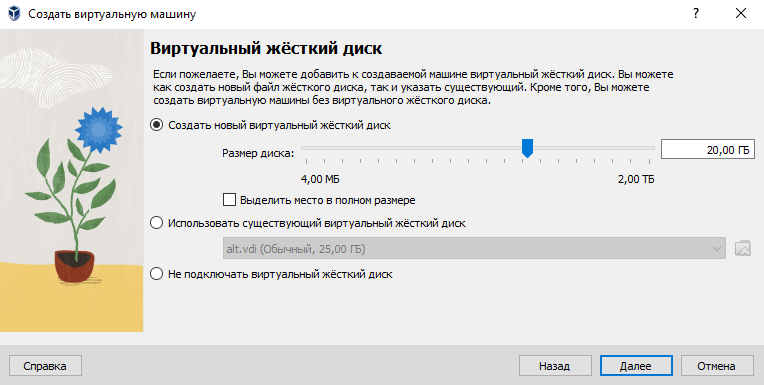 Создать виртуальную машину
?
Виртуальный жёсткий диск
Если пожелаете, Вы можете добавить к создаваемой машине виртуальный жёсткий диск. Вы можете
как создать новый файл жёсткого диска, так и указать существующий. Кроме того, Вы можете
создать виртуальную машины без виртуального жёсткого диска.
Создать новый виртуальный жёсткий диск
Размер диска:
20,00 ГБ
4,00 МБ
2,00 ТБ
Выделить место в полном размере
Использовать существующий виртуальный жёсткий диск
alt.vdi (Обычный, 25,00 ГБ)
Не подключать виртуальный жёсткий диск
Справка
Назад
Далее
Отмена